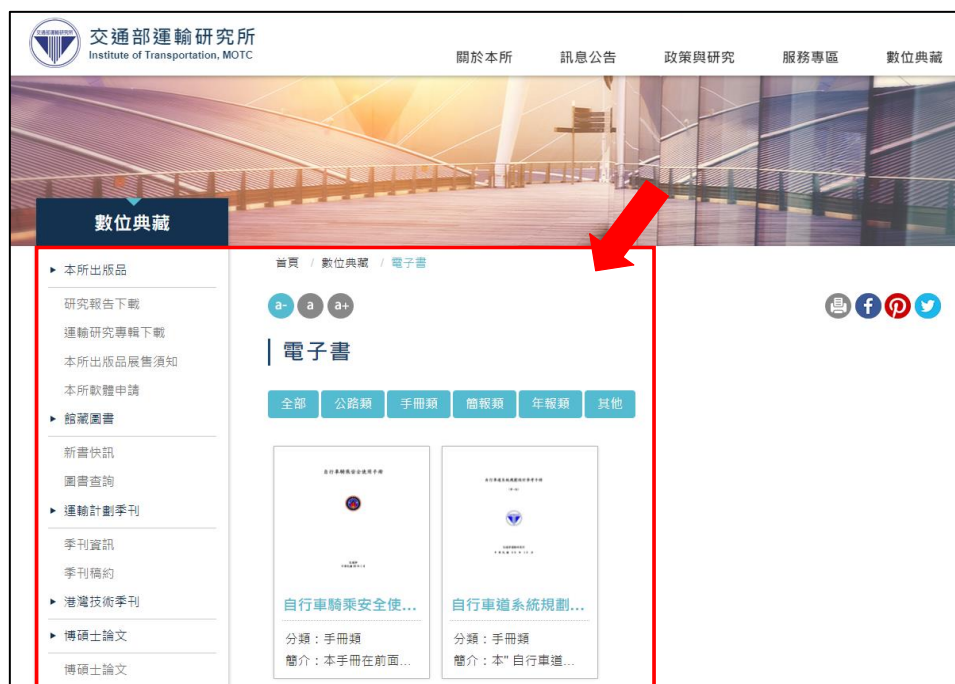 交通部運輸研究所
Institute of Transportation, MOTC
關於本所 訊息公告 政策與研究 服務專區 數位典藏
數位典藏
本所出版品
研究報告下載
運輸研究專輯下載
本所出版品展售須知
本所軟體申請
館藏圖書
新書快訊
圖書查詢
運輸計劃季刊
季刊資訊
季刊稿約
港灣技術季刊
博碩士論文
博碩士論文
首頁 / 數位典藏 / 電子書
a- a a+
電子書
全部 公路類 手冊類 簡報類 年報類 其他
自行車騎乘安全使用手冊
自行車騎乘安全使...
分類：手冊類
簡介：本手冊在前面...
自行車道系統規劃...
分類：手冊類
簡介：本" 自行車道...